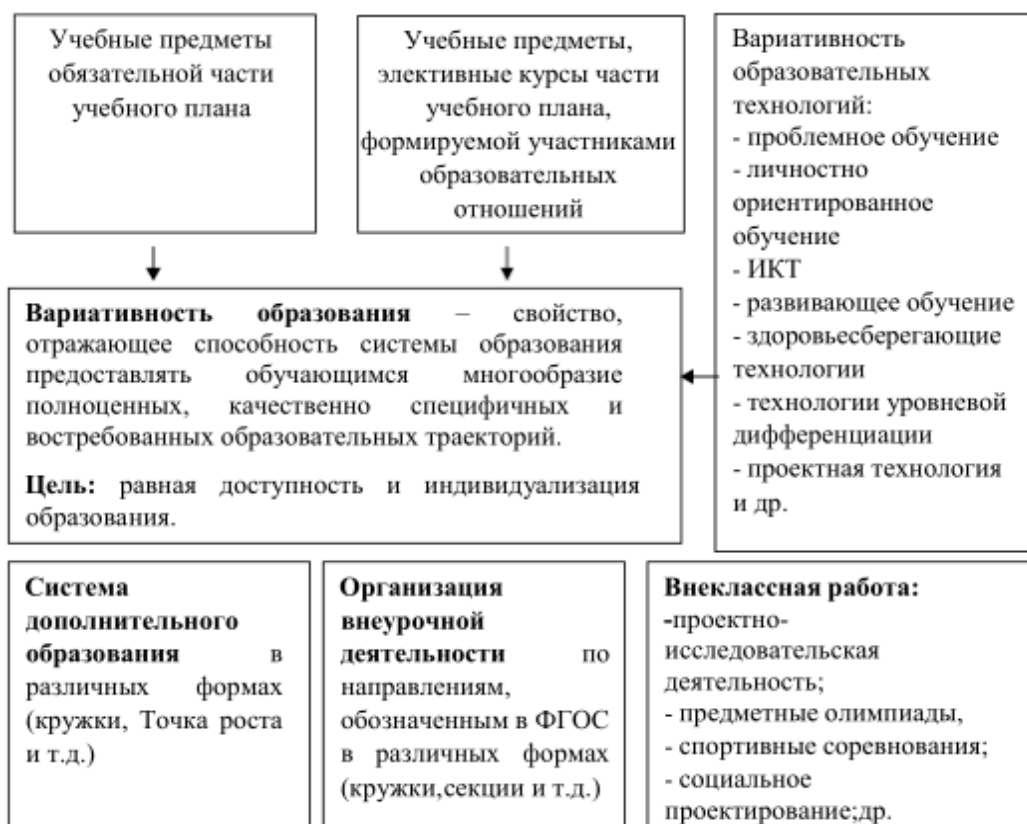 Учебные предметы
обязательной части
учебного плана
Учебные предметы,
элективные курсы части
учебного плана,
формируемой участниками
образовательных
отношений
Вариативность
образовательных
технологий:
- проблемное обучение
- личностно
ориентированное
обучение
- ИКТ
- развивающее обучение
- здоровьесберегающие
технологии
- технологии уровневой
дифференциации
- проектная технология
и др.
Вариативность образования – свойство,
отражающее способность системы образования
предоставлять обучающимся многообразие
полноценных, качественно специфичных и
востребованных образовательных траекторий.
Цель: равная доступность и индивидуализация
образования.
Система
дополнительного
образования в
различных формах
(кружки, Точка роста
и т.д.)
Организация
внеурочной
деятельности по
направлениям,
обозначенным в ФГОС
в различных формах
(кружки,секции и т.д.)
Внеклассная работа:
-проектно-
исследовательская
деятельность;
- предметные олимпиады,
- спортивные соревнования;
- социальное
проектирование;др.